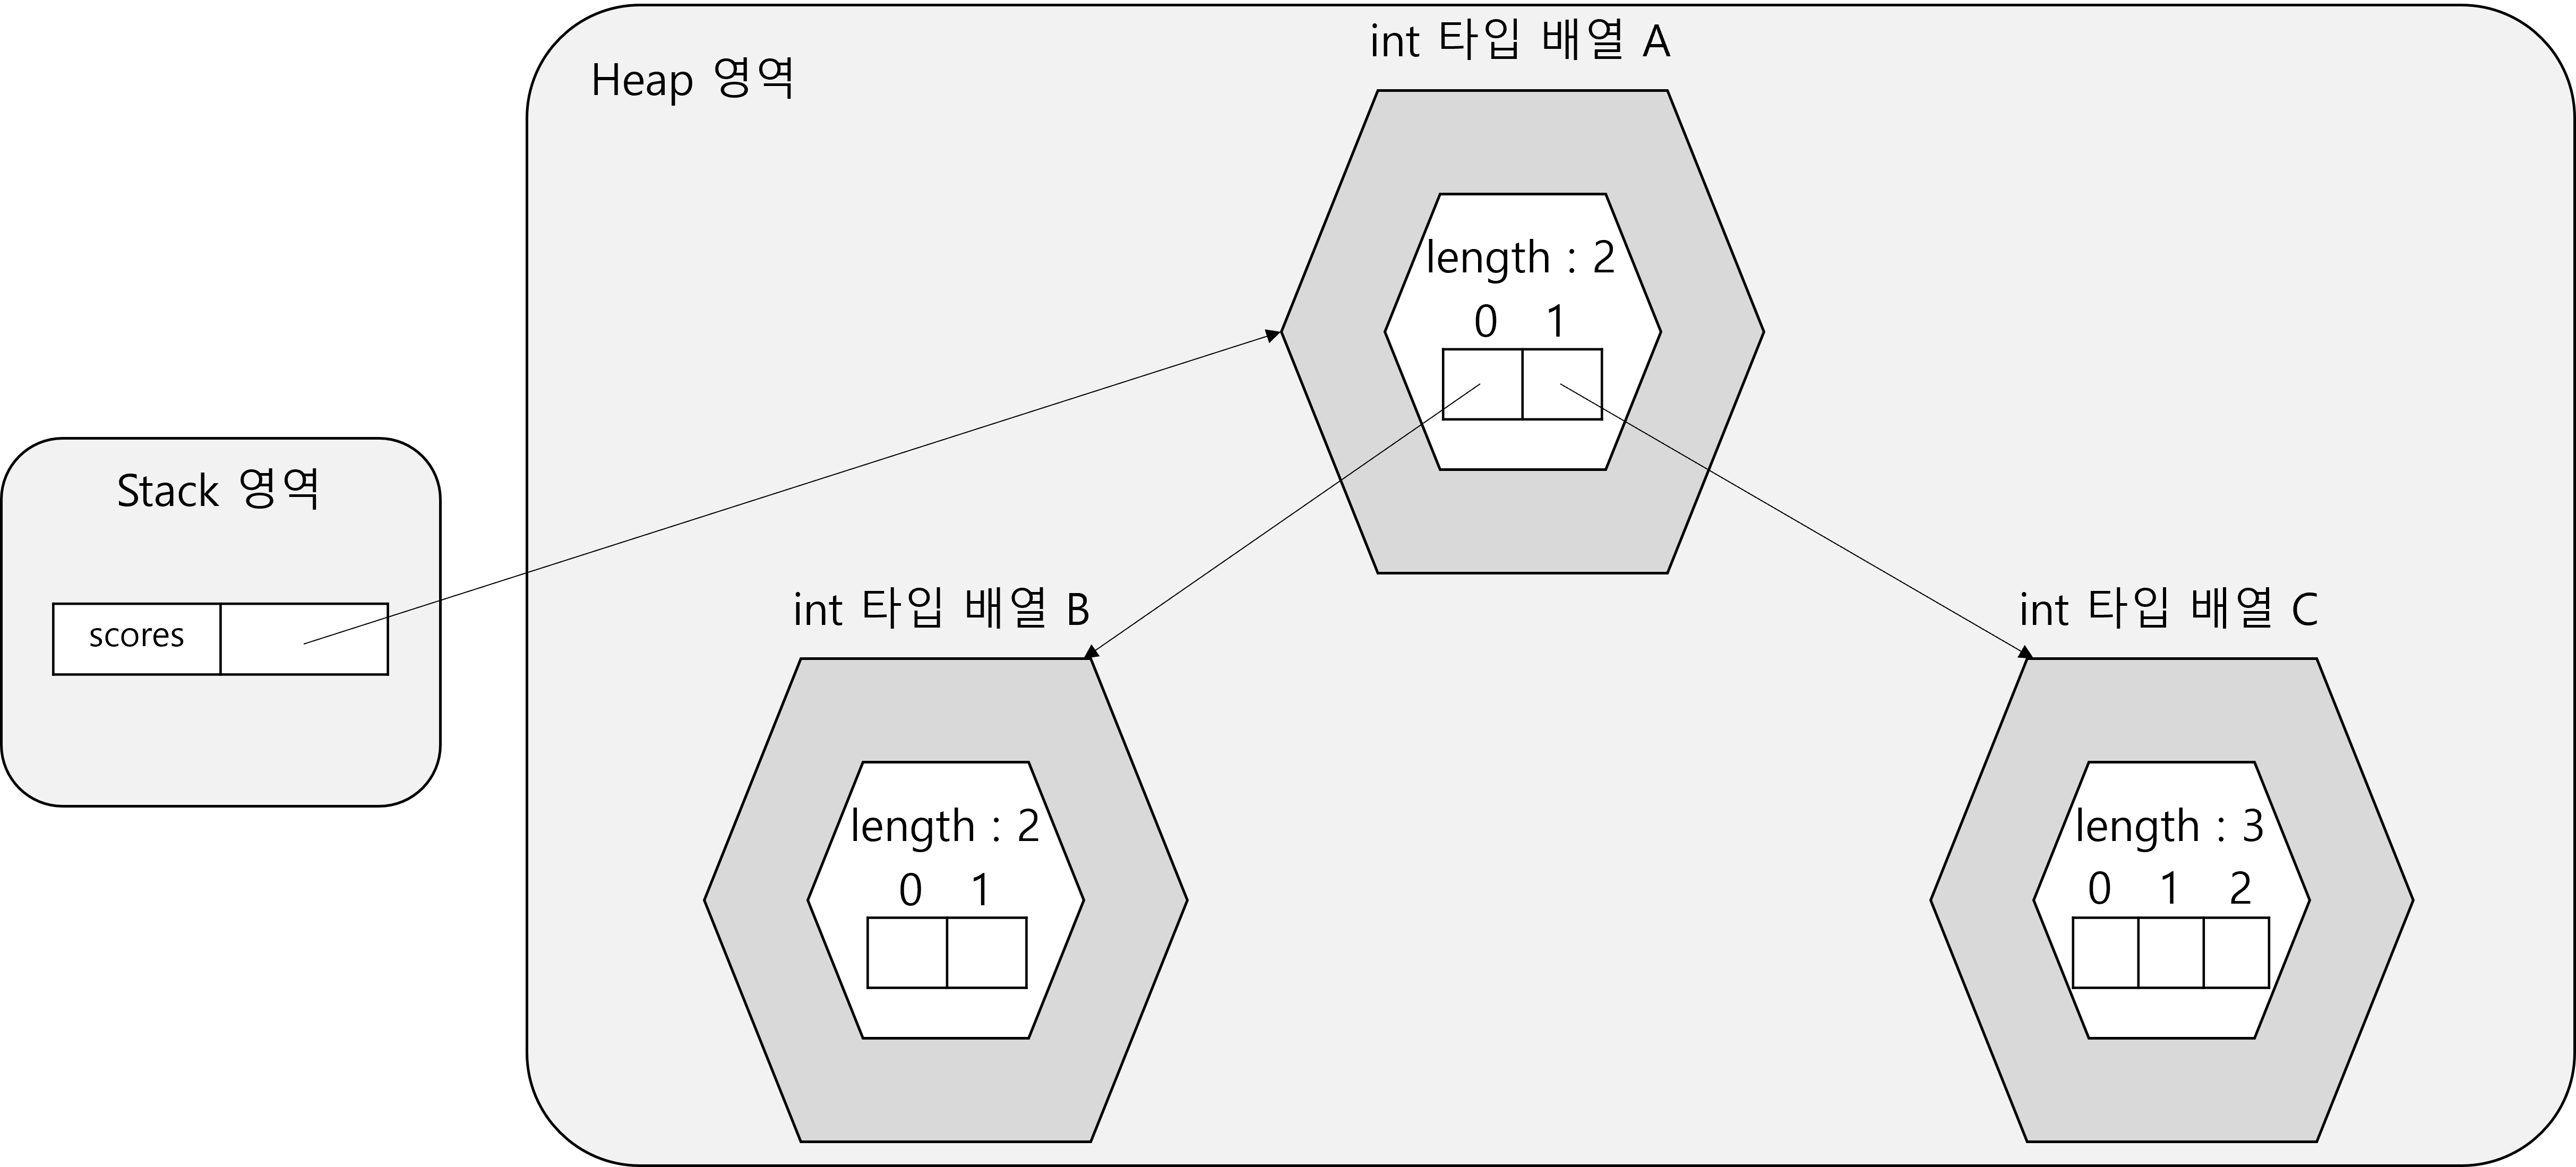 int 타입 배열 A
Heap 영역
length : 2
0 1
Stack 영역
scores
int 타입 배열 B
int 타입 배열 C
length : 2
0 1
length : 3
0 1 2